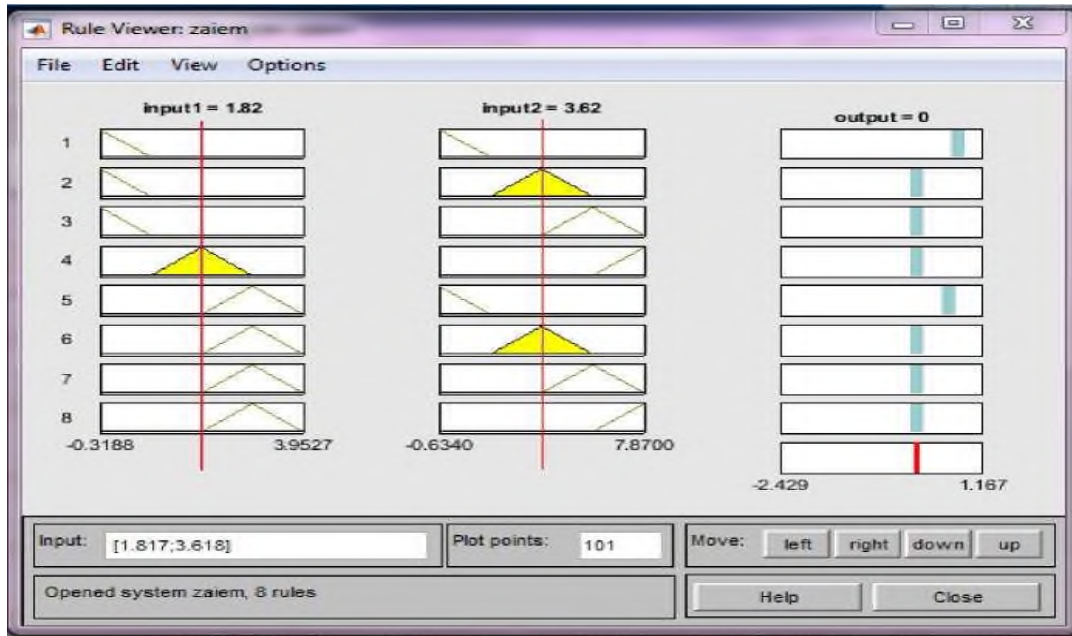 Rule Viewer: zaiem
File Edit View Options
input1 = 1.82
input2 = 3.62
output = 0
1
2
3
4
5
6
7
8
-0.3188
3.9527
-0.6340
7.8700
-2.429
1.167
Input:
[1.817;3.618]
Plot points:
101
Move:
left
right
down
up
Opened system zaiem, 8 rules
Help
Close